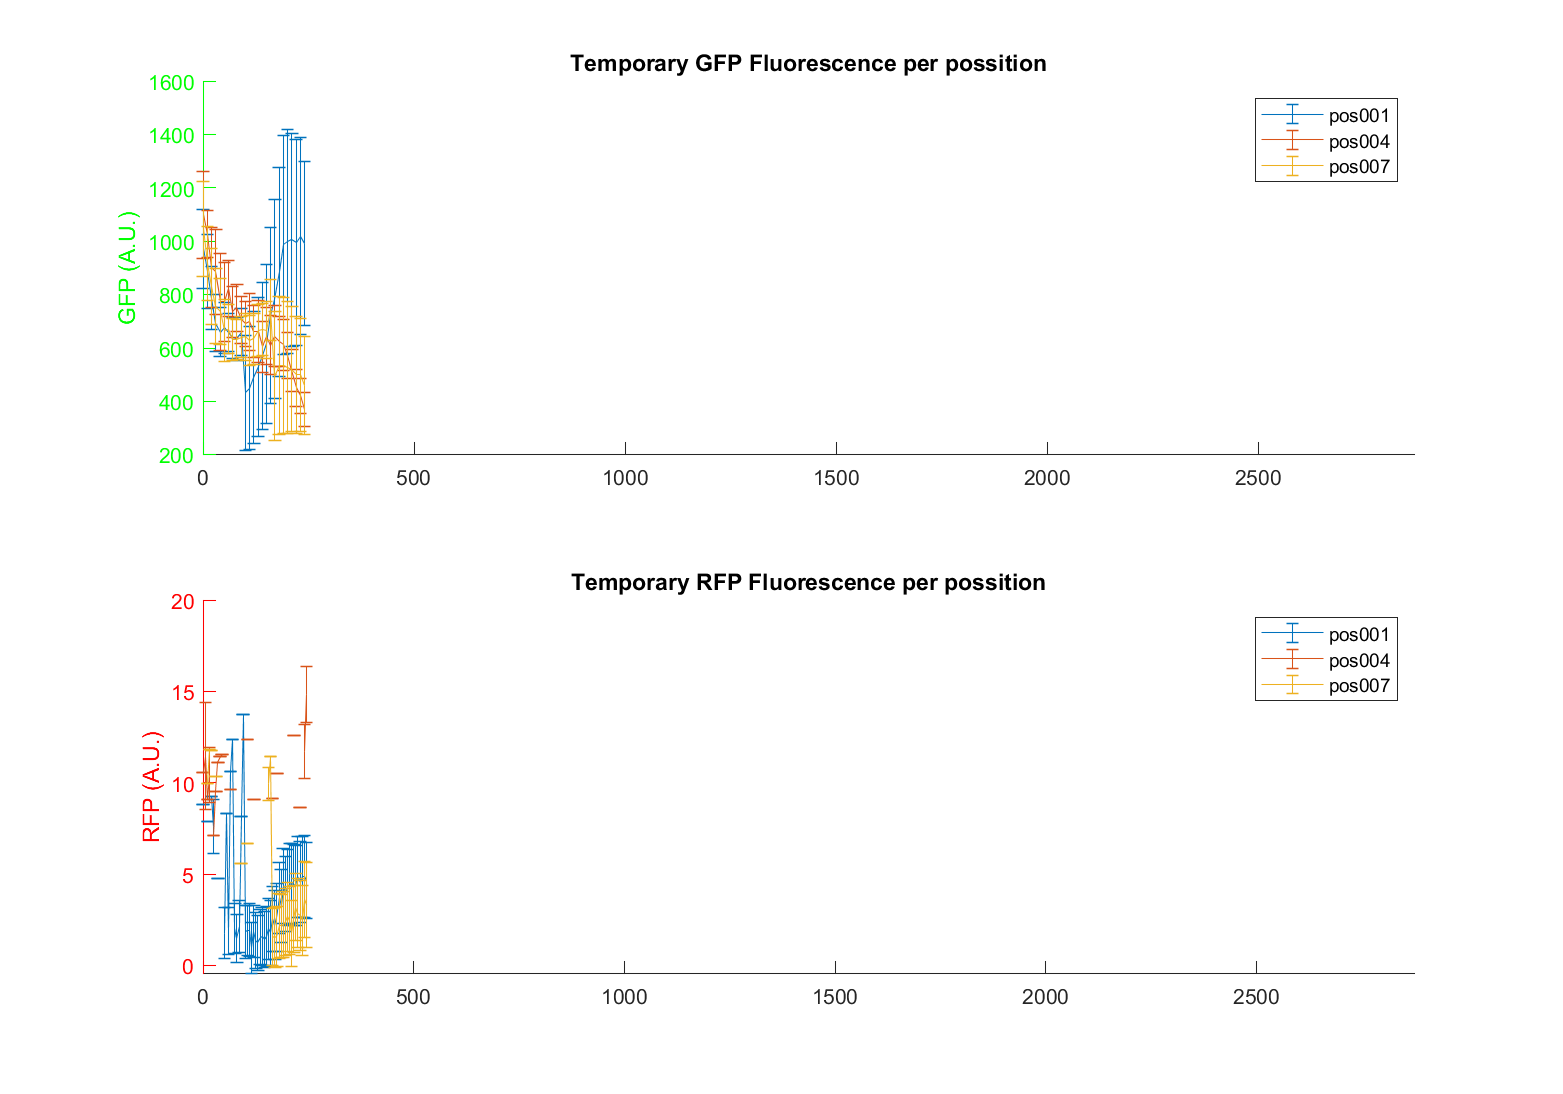 Temporary GFP Fluorescence per possition
1600
1400
1200
1000
800
600
400
200
GFP (A.U.)
pos001
pos004
pos007
0 500 1000 1500 2000 2500
Temporary RFP Fluorescence per possition
20
15
10
5
0
RFP (A.U.)
pos001
pos004
pos007
0 500 1000 1500 2000 2500